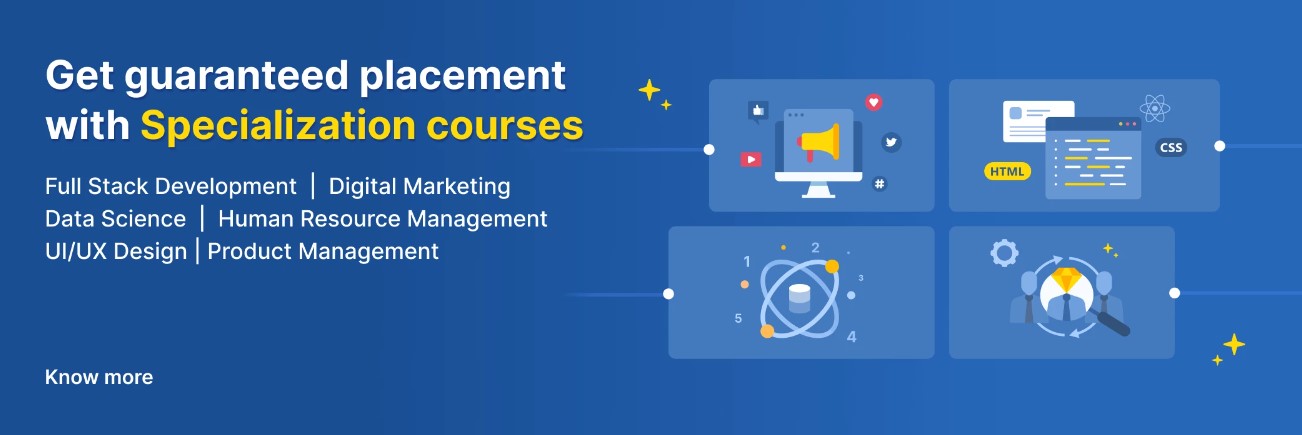 Get guaranteed placement
with Specialization courses
Full Stack Development | Digital Marketing
Data Science | Human Resource Management
UI/UX Design | Product Management
Know more
#
HTML
CSS
1
2
3
4
5